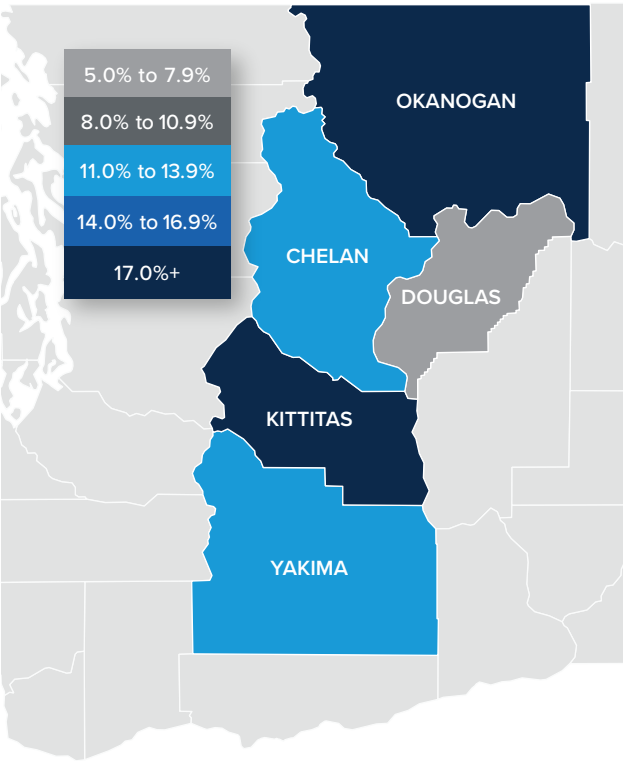 5.0% to 7.9%
8.0% to 10.9%
11.0% to 13.9%
14.0% to 16.9%
17.0%+
OKANOGAN
CHELAN
DOUGLAS
KITTITAS
YAKIMA